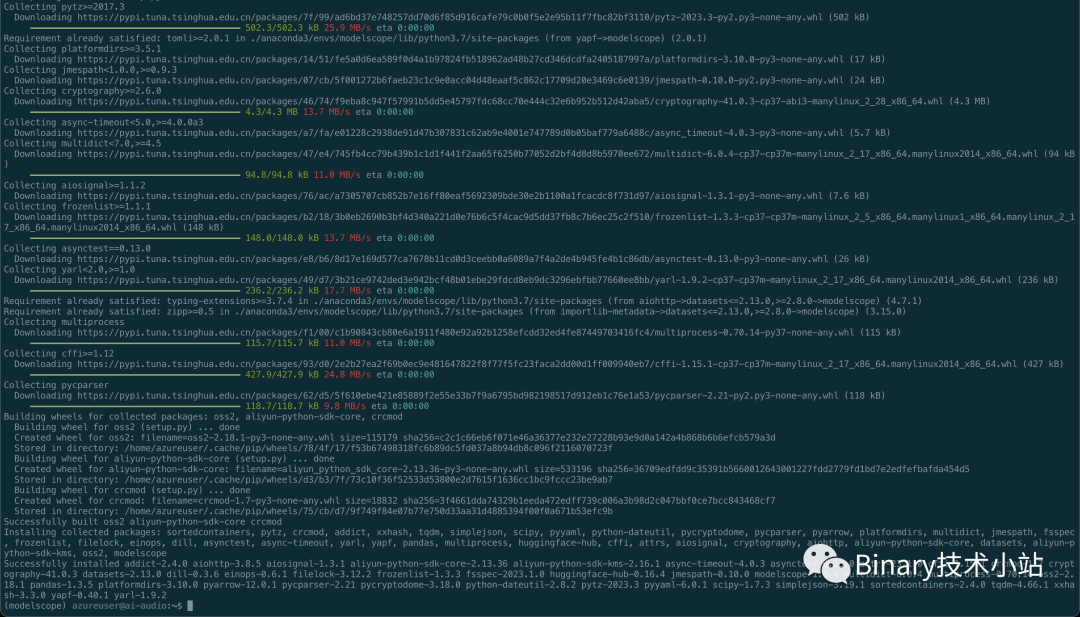 Collecting pytz>=2017.3
Downloading https://pypi.tuna.tsinghua.edu.cn/packages/7f/99/ad6bd37e748257dd70d6f85d916cafe79c0b0f5e2e95b11f7fbc82bf3110/pytz-2023.3-py2.py3-none-any.whl (502 kB)
502.3/502.3 kB 25.9 MB/s eta 0:00:00
Requirement already satisfied: tomli>=2.0.1 in ./anaconda3/envs/modelscope/lib/python3.7/site-packages (from yapf->modelscope) (2.0.1)
Collecting platformdirs>=3.5.1
Downloading https://pypi.tuna.tsinghua.edu.cn/packages/14/51/fe5a0d6ea589f0d4a1b97824fb518962ad48b27cd346dcdfa2405187997a/platformdirs-3.10.0-py3-none-any.whl (17 kB)
Collecting jmespath<1.0.0,>=0.9.3
Downloading https://pypi.tuna.tsinghua.edu.cn/packages/07/cb/5f001272b6faeb23c1c9e0acc04d48eaaf5c862c17709d20e3469c6e0139/jmespath-0.10.0-py2.py3-none-any.whl (24 kB)
Collecting cryptography>=2.6.0
Downloading https://pypi.tuna.tsinghua.edu.cn/packages/46/74/f9eba8c947f57991b5dd5e45797fdc68cc70e444c32e6b952b512d42aba5/cryptography-41.0.3-cp37-abi3-manylinux_2_28_x86_64.whl (4.3 MB)
4.3/4.3 MB 13.7 MB/s eta 0:00:00
Collecting async-timeout<5.0,>=4.0.0a3
Downloading https://pypi.tuna.tsinghua.edu.cn/packages/a7/fa/e01228c2938de91d47b307831c62ab9e4001e747789d0b05baf779a6488c/async_timeout-4.0.3-py3-none-any.whl (5.7 kB)
Collecting multidict<7.0,>=4.5
Downloading https://pypi.tuna.tsinghua.edu.cn/packages/47/e4/745fb4cc79b439b1c1d1f441f2aa65f6250b77052d2bf4d8d8b5970ee672/multidict-6.0.4-cp37-cp37m-manylinux_2_17_x86_64.manylinux2014_x86_64.whl (94 kB
)
94.8/94.8 kB 11.0 MB/s eta 0:00:00
Collecting aiosignal>=1.1.2
Downloading https://pypi.tuna.tsinghua.edu.cn/packages/76/ac/a7305707cb852b7e16ff80eaf5692309bde30e2b1100a1fcacdc8f731d97/aiosignal-1.3.1-py3-none-any.whl (7.6 kB)
Collecting frozenlist>=1.1.1
Downloading https://pypi.tuna.tsinghua.edu.cn/packages/b2/18/3b0eb2690b3bf4d340a221d0e76b6c5f4cac9d5dd37fb8c7b6ec25c2f510/frozenlist-1.3.3-cp37-cp37m-manylinux_2_5_x86_64.manylinux1_x86_64.manylinux_2_1
7_x86_64.manylinux2014_x86_64.whl (148 kB)
148.0/148.0 kB 13.7 MB/s eta 0:00:00
Collecting asynctest==0.13.0
Downloading https://pypi.tuna.tsinghua.edu.cn/packages/e8/b6/8d17e169d577ca7678b11cd0d3ceebb0a6089a7f4a2de4b945fe4b1c86db/asynctest-0.13.0-py3-none-any.whl (26 kB)
Collecting yarl<2.0,>=1.0
Downloading https://pypi.tuna.tsinghua.edu.cn/packages/49/d7/3b21ce9742ded3e942bcf48b01ebe29fdcd8eb9dc3296ebfbb77660ee8bb/yarl-1.9.2-cp37-cp37m-manylinux_2_17_x86_64.manylinux2014_x86_64.whl (236 kB)
236.2/236.2 kB 17.7 MB/s eta 0:00:00
Requirement already satisfied: typing-extensions>=3.7.4 in ./anaconda3/envs/modelscope/lib/python3.7/site-packages (from aiohttp->datasets<=2.13.0,>=2.8.0->modelscope) (4.7.1)
Requirement already satisfied: zipp>=0.5 in ./anaconda3/envs/modelscope/lib/python3.7/site-packages (from importlib-metadata->datasets<=2.13.0,>=2.8.0->modelscope) (3.15.0)
Collecting multiprocess
Downloading https://pypi.tuna.tsinghua.edu.cn/packages/f1/00/c1b90843cb80e6a1911f480e92a92b1258efcdd32ed4fe87449703416fc4/multiprocess-0.70.14-py37-none-any.whl (115 kB)
115.7/115.7 kB 11.0 MB/s eta 0:00:00
Collecting cffi>=1.12
Downloading https://pypi.tuna.tsinghua.edu.cn/packages/93/d0/2e2b27ea2f69b0ec9e481647822f8f77f5fc23faca2dd00d1ff009940eb7/cffi-1.15.1-cp37-cp37m-manylinux_2_17_x86_64.manylinux2014_x86_64.whl (427 kB)
427.9/427.9 kB 24.8 MB/s eta 0:00:00
Collecting pycparser
Downloading https://pypi.tuna.tsinghua.edu.cn/packages/62/d5/5f610ebe421e85889f2e55e33b7f9a6795bd982198517d912eb1c76e1a53/pycparser-2.21-py2.py3-none-any.whl (118 kB)
118.7/118.7 kB 9.8 MB/s eta 0:00:00
Building wheels for collected packages: oss2, aliyun-python-sdk-core, crcmod
Building wheel for oss2 (setup.py) ... done
Created wheel for oss2: filename=oss2-2.18.1-py3-none-any.whl size=115179 sha256=c2c1c66eb6f071e46a36377e232e27228b93e9d0a142a4b868b6b6efcb579a3d
Stored in directory: /home/azureuser/.cache/pip/wheels/78/4f/17/f53b67498318fc6b89dc5fd037a8b94db8c096f2116070723f
Building wheel for aliyun-python-sdk-core (setup.py) ... done
Created wheel for aliyun-python-sdk-core: filename=aliyun_python_sdk_core-2.13.36-py3-none-any.whl size=533196 sha256=36709edfdd9c35391b5660012643001227fdd2779fd1bd7e2edfefbafda454d5
Stored in directory: /home/azureuser/.cache/pip/wheels/d3/b3/7f/73c10f36f52533d53800e2d7615f1636cc1bc9fccc23be9ab7
Building wheel for crcmod (setup.py) ... done
Created wheel for crcmod: filename=crcmod-1.7-py3-none-any.whl size=18832 sha256=3f4661dda74329b1eeda472edff739c006a3b98d2c047bbf0ce7bcc843468cf7
Stored in directory: /home/azureuser/.cache/pip/wheels/75/cb/d7/9f749f84e07b77e750d33aa31d4885394f00f0a671b53efc9b
Successfully built oss2 aliyun-python-sdk-core crcmod
Installing collected packages: sortedcontainers, pytz, crcmod, addict, xxhash, tqdm, simplejson, scipy, pyyaml, python-dateutil, pycryptodome, pycparser, pyarrow, platformdirs, multidict, jmespath, fsspec
, frozenlist, filelock, einops, dill, asynctest, async-timeout, yarl, yapf, pandas, multiprocess, huggingface-hub, cffi, attrs, aiosignal, cryptography, aiohttp, aliyun-python-sdk-core, datasets, aliyun-p
ython-sdk-kms, oss2, modelscope
Successfully installed addict-2.4.0 aiohttp-3.8.5 aiosignal-1.3.1 aliyun-python-sdk-core-2.13.36 aliyun-python-sdk-kms-2.16.1 async-timeout-4.0.3 crypt
ography-41.0.3 datasets-2.13.0 dill-0.3.6 einops-0.6.1 filelock-3.12.2 frozenlist-1.3.3 fsspec-2023.1.0 huggingface-hub-0.16.4 jmespath-0.10.0 oss2-2.
18.1 pandas-1.3.5 platformdirs-3.10.0 pyarrow-12.0.1 pycparser-2.21 pycryptodome-3.18.0 python-dateutil-2.8.2 pytz-2023.3 pyyaml-6.0.1 scipy-1.7.3 simplejson-3.19.1 sortedcontainers-2.4.0 tqdm-4.66.1 xxha
sh-3.3.0 yapf-0.40.1 yarl-1.9.2
(modelscope) azureuser@ai-audio:~$
Binary技术小站